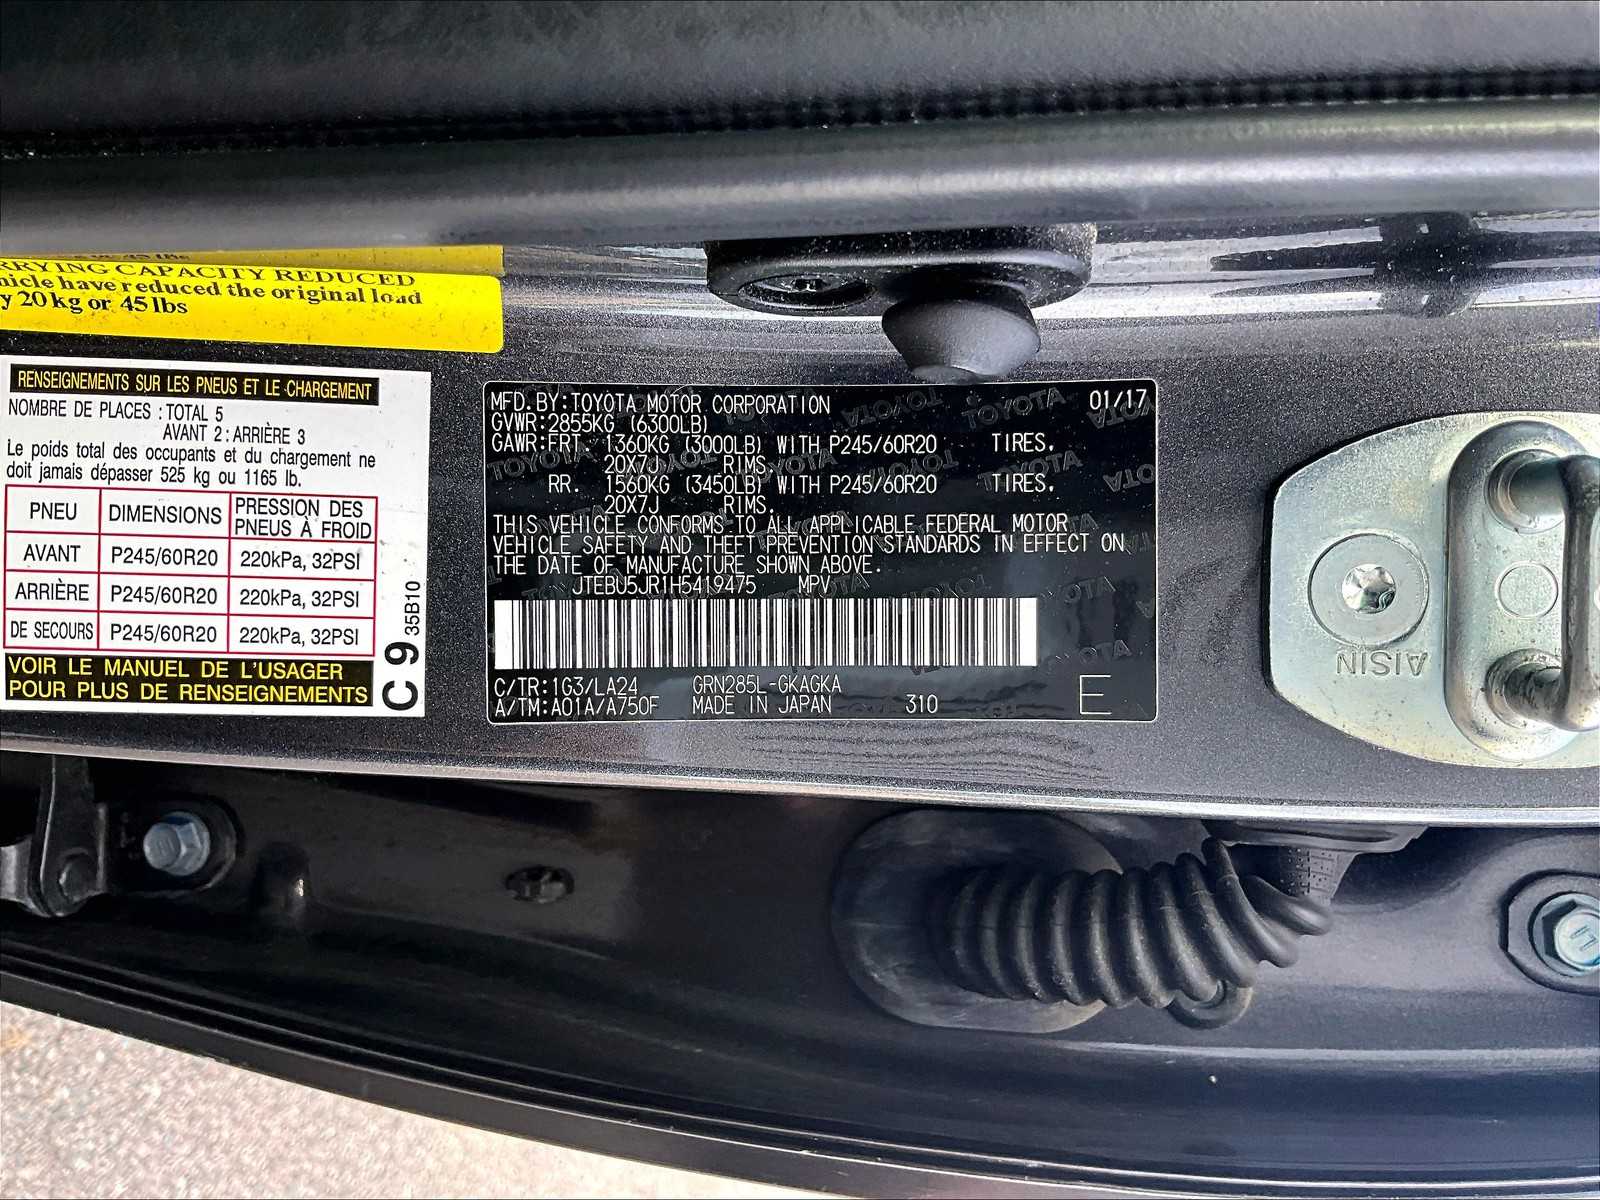 RRYING CAPACITY REDUCED
hicle have reduced the original load
y 20 kg or 45 lbs
RENSEIGNEMENTS SUR LES PNEUS ET LE CHARGEMENT
NOMBRE DE PLACES : TOTAL 5
AVANT 2 : ARRIÈRE 3
Le poids total des occupants et du chargement ne
doit jamais dépasser 525 kg ou 1165 lb.
PNEU DIMENSIONS PRESSION DES PNEUS À FROID
AVANT P245/60R20 220kPa, 32PSI
ARRIÈRE P245/60R20 220kPa, 32PSI
DE SECOURS P245/60R20 220kPa, 32PSI
VOIR LE MANUEL DE L'USAGER
POUR PLUS DE RENSEIGNEMENTS
C 9
35B10
MFD.BY:TOYOTA MOTOR CORPORATION 01/17
GVWR:2855KG (6300LB)
GAWR:FRT. 1360KG (3000LB) WITH P245/60R20 TIRES.
20X7J RIMS.
RR. 1560KG (3450LB) WITH P245/60R20 TIRES.
20X7J RIMS.
THIS VEHICLE CONFORMS TO ALL APPLICABLE FEDERAL MOTOR
VEHICLE SAFETY AND THEFT PREVENTION STANDARDS IN EFFECT ON
THE DATE OF MANUFACTURE SHOWN ABOVE.
JTEBU5JR1H5419475 MPV
C/TR:1G3/LA24 GRN285L-GKAGKA
A/TM:A01A/A750F MADE IN JAPAN 310
E
AISIN